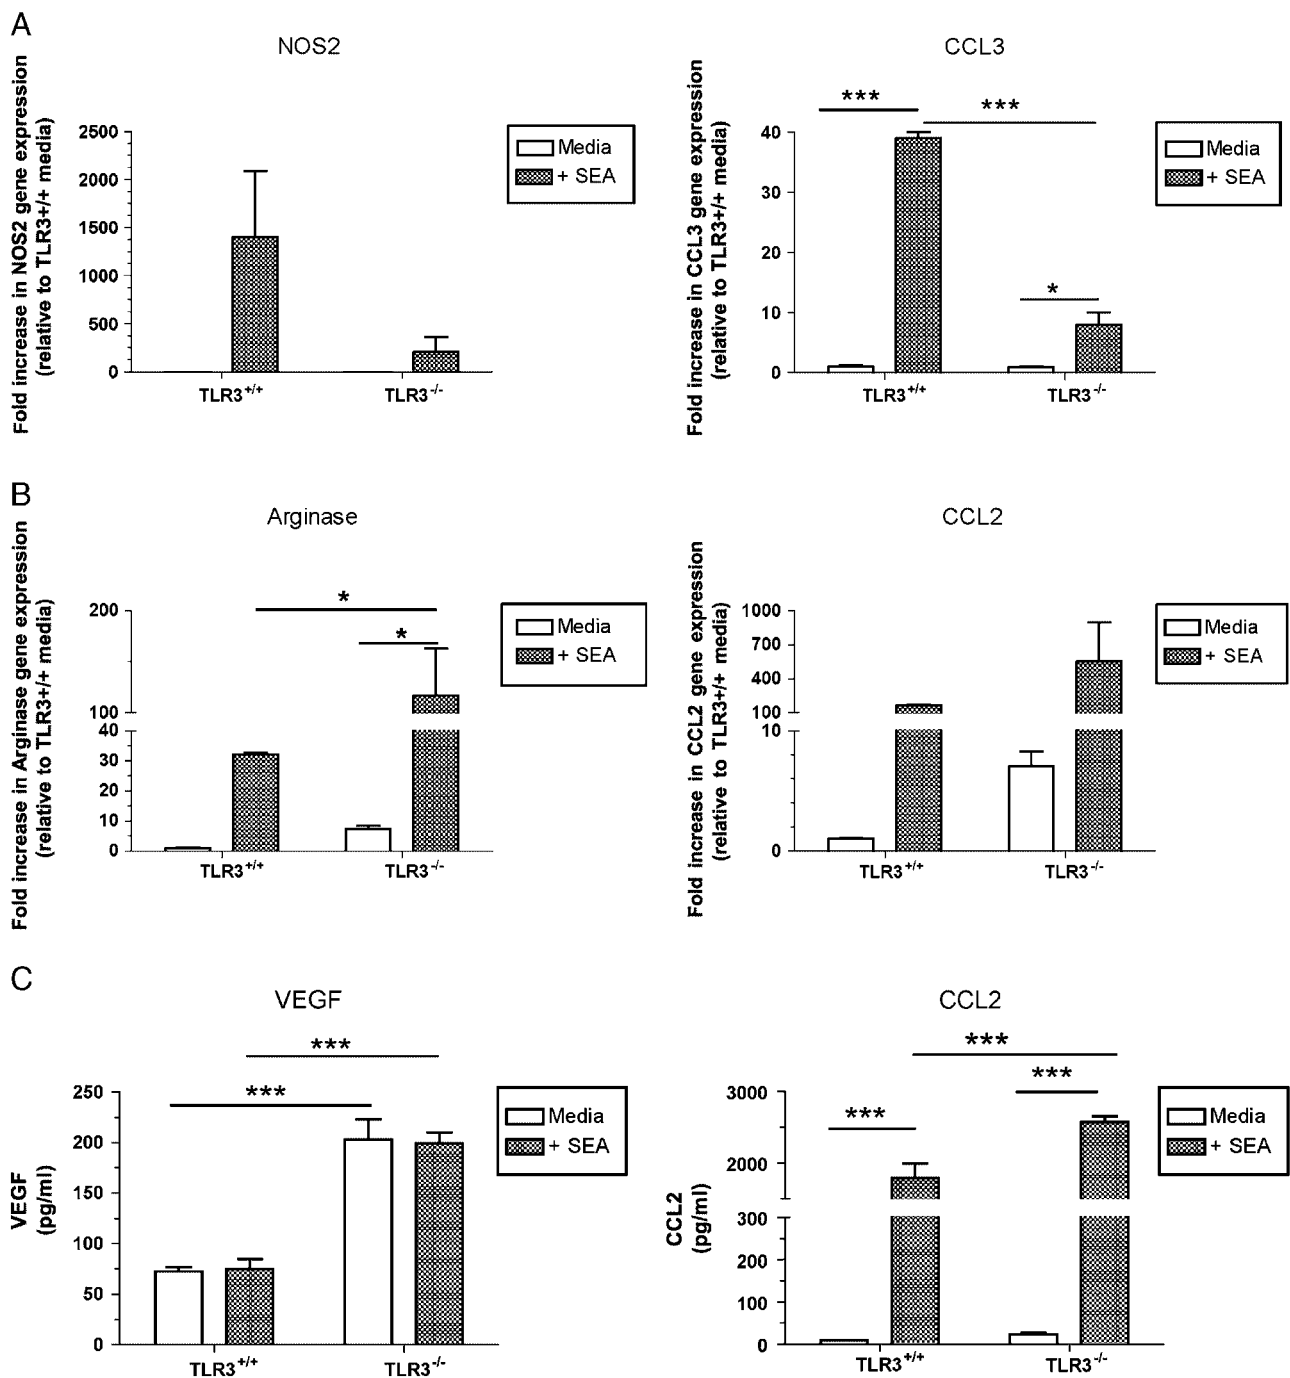 A
NOS2
Fold increase in NOS2 gene expression
(relative to TLR3+/+ media)
2500
2000
1500
1000
500
0
TLR3+/+
TLR3-/-
Media
+ SEA
CCL3
Fold increase in CCL3 gene expression
(relative to TLR3+/+ media)
***
***
*
40
30
20
10
0
TLR3+/+
TLR3-/-
Media
+ SEA
B
Arginase
Fold increase in Arginase gene expression
(relative to TLR3+/+ media)
*
*
200
100
40
30
20
10
0
TLR3+/+
TLR3-/-
Media
+ SEA
CCL2
Fold increase in CCL2 gene expression
(relative to TLR3+/+ media)
1000
700
400
100
10
0
TLR3+/+
TLR3-/-
Media
+ SEA
C
VEGF
VEGF
(pg/ml)
***
***
250
200
150
100
50
0
TLR3+/+
TLR3-/-
Media
+ SEA
CCL2
CCL2
(pg/ml)
***
***
***
3000
2000
300
200
100
0
TLR3+/+
TLR3-/-
Media
+ SEA